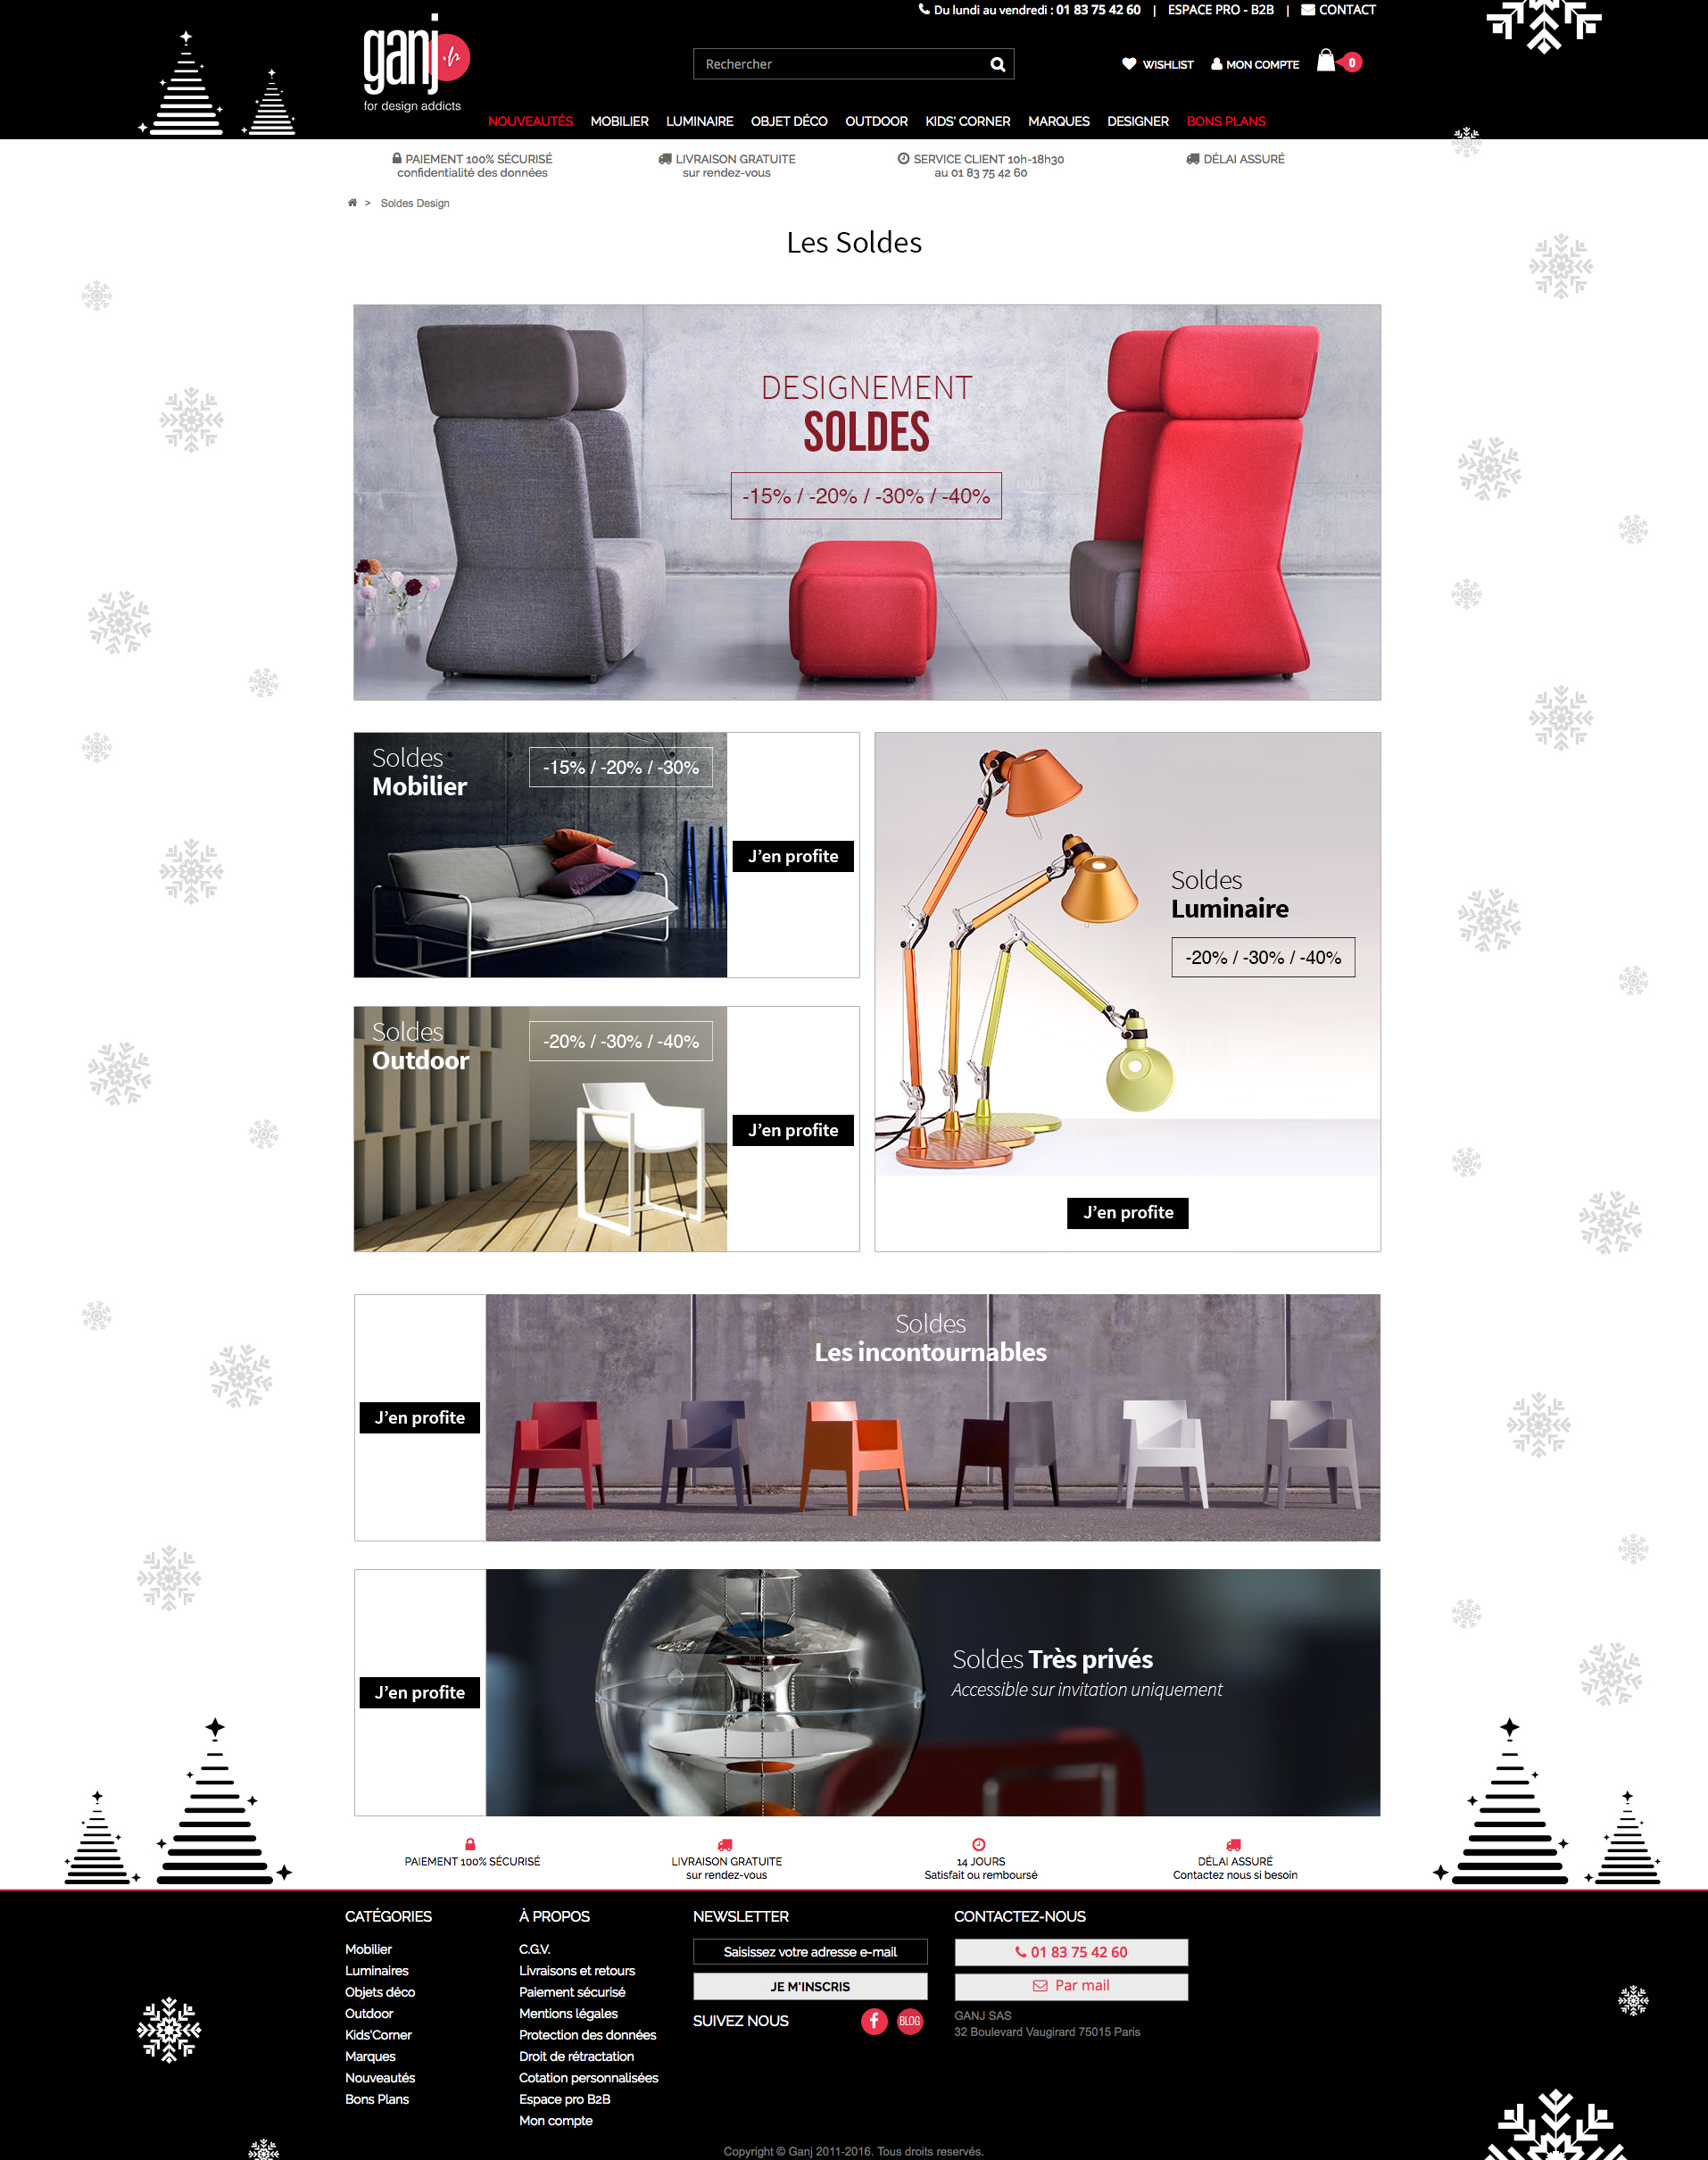 Du lundi au vendredi : 01 83 75 42 60 | ESPACE PRO - B2B | CONTACT
ganj.fr
for design addicts
Rechercher
WISHLIST
MON COMPTE
0
NOUVEAUTÉS MOBILIER LUMINAIRE OBJET DÉCO OUTDOOR KIDS' CORNER MARQUES DESIGNER BONS PLANS
PAIEMENT 100% SÉCURISÉ
confidentialité des données
LIVRAISON GRATUITE
sur rendez-vous
SERVICE CLIENT 10h-18h30
au 01 83 75 42 60
DÉLAI ASSURÉ
> Soldes Design
Les Soldes
DESIGNEMENT
SOLDES
-15% / -20% / -30% / -40%
Soldes
Mobilier
-15% / -20% / -30%
J'en profite
Soldes
Outdoor
-20% / -30% / -40%
J'en profite
Soldes
Luminaire
-20% / -30% / -40%
J'en profite
Soldes
Les incontournables
J'en profite
Soldes Très privés
Accessible sur invitation uniquement
J'en profite
PAIEMENT 100% SÉCURISÉ
LIVRAISON GRATUITE
sur rendez-vous
14 JOURS
Satisfait ou remboursé
DÉLAI ASSURÉ
Contactez nous si besoin
CATÉGORIES
Mobilier
Luminaires
Objets déco
Outdoor
Kids'Corner
Marques
Nouveautés
Bons Plans
À PROPOS
C.G.V.
Livraisons et retours
Paiement sécurisé
Mentions légales
Protection des données
Droit de rétractation
Cotation personnalisées
Espace pro B2B
Mon compte
NEWSLETTER
Saisissez votre adresse e-mail
JE M'INSCRIS
SUIVEZ NOUS
f
BLOG
CONTACTEZ-NOUS
01 83 75 42 60
Par mail
GANJ SAS
32 Boulevard Vaugirard 75015 Paris
Copyright © Ganj 2011-2016. Tous droits reservés.